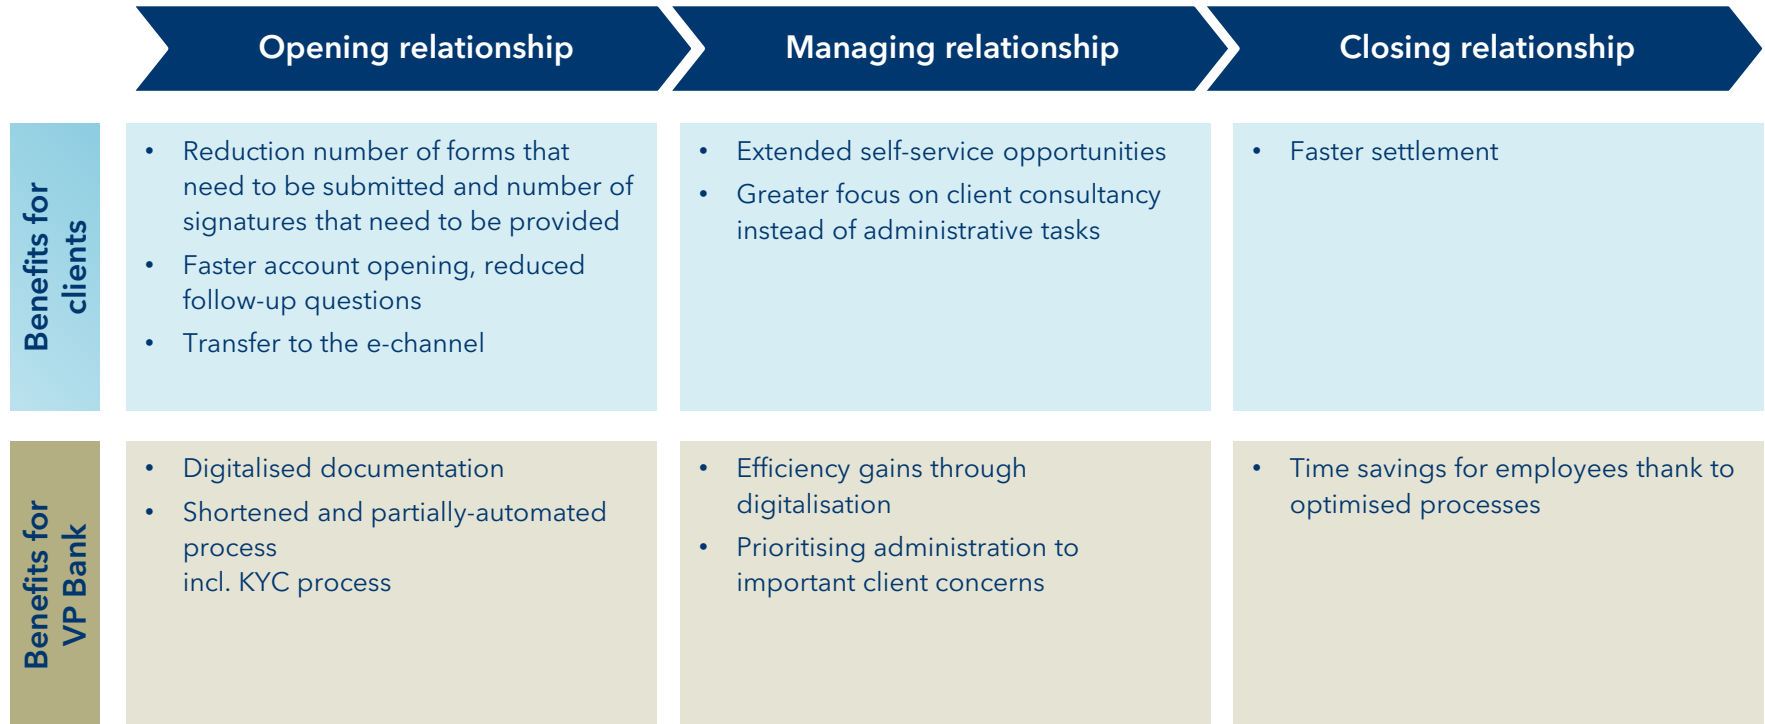 Opening relationship
Managing relationship
Closing relationship
Benefits for
clients
• Reduction number of forms that
need to be submitted and number of
signatures that need to be provided
• Faster account opening, reduced
follow-up questions
• Transfer to the e-channel
• Extended self-service opportunities
• Greater focus on client consultancy
instead of administrative tasks
• Faster settlement
Benefits for
VP Bank
• Digitalised documentation
• Shortened and partially-automated
process
incl. KYC process
• Efficiency gains through
digitalisation
• Prioritising administration to
important client concerns
• Time savings for employees thank to
optimised processes